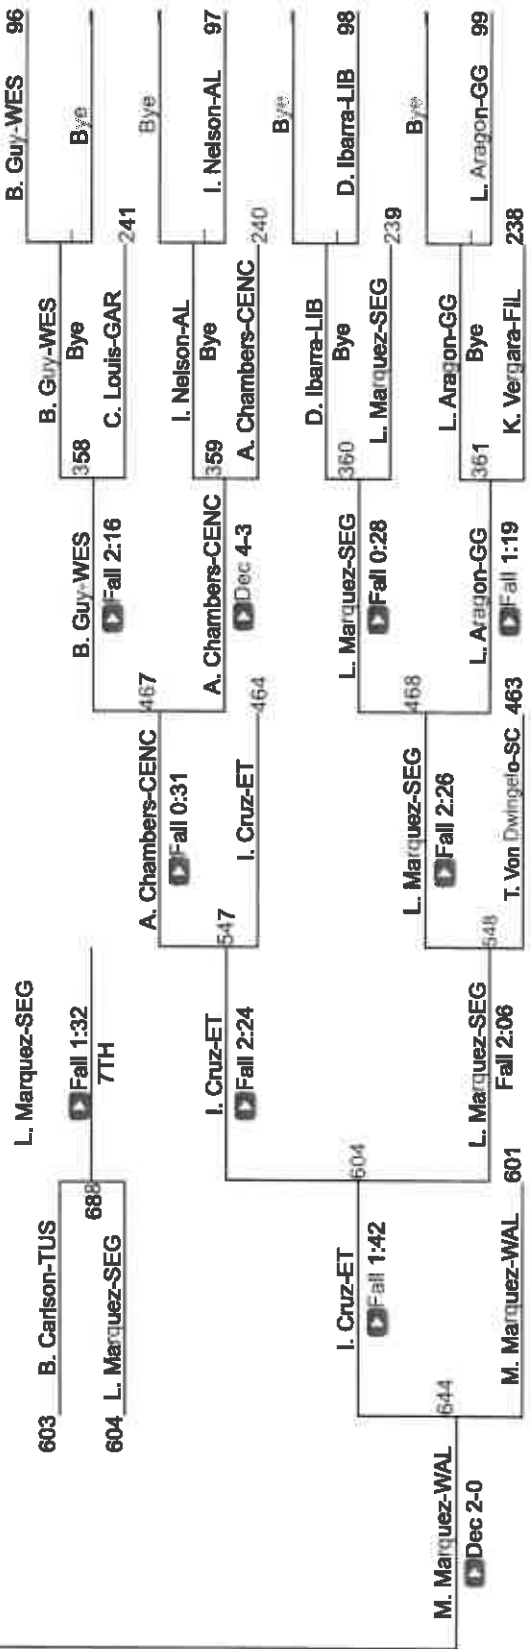 M. Marquez-WAL
Dec 2-0
644
603 B. Carlson-TUS
604 L. Marquez-SEG
688
L. Marquez-SEG
Fall 1:32
7TH
I. Cruz-ET
Fall 1:42
M. Marquez-WAL 601
604
I. Cruz-ET
Fall 2:24
L. Marquez-SEG
Fall 2:06
547
548
A. Chambers-CENC
Fall 0:31
I. Cruz-ET 464
L. Marquez-SEG
Fall 2:26
T. Von Dwingelo-SC 463
467
468
B. Guy-WES
Fall 2:16
A. Chambers-CENC
Dec 4-3
L. Marquez-SEG
Fall 0:28
L. Aragon-GG
Fall 1:19
358
359
360
361
B. Guy-WES
Bye
C. Louis-GAR 241
I. Nelson-AL
Bye
A. Chambers-CENC 240
D. Ibarra-LIB
Bye
L. Marquez-SEG 239
L. Aragon-GG
Bye
K. Vergara-FIL 238
B. Guy-WES 96
Bye
Bye
I. Nelson-AL 97
Bye
D. Ibarra-LIB 98
Bye
L. Aragon-GG 99